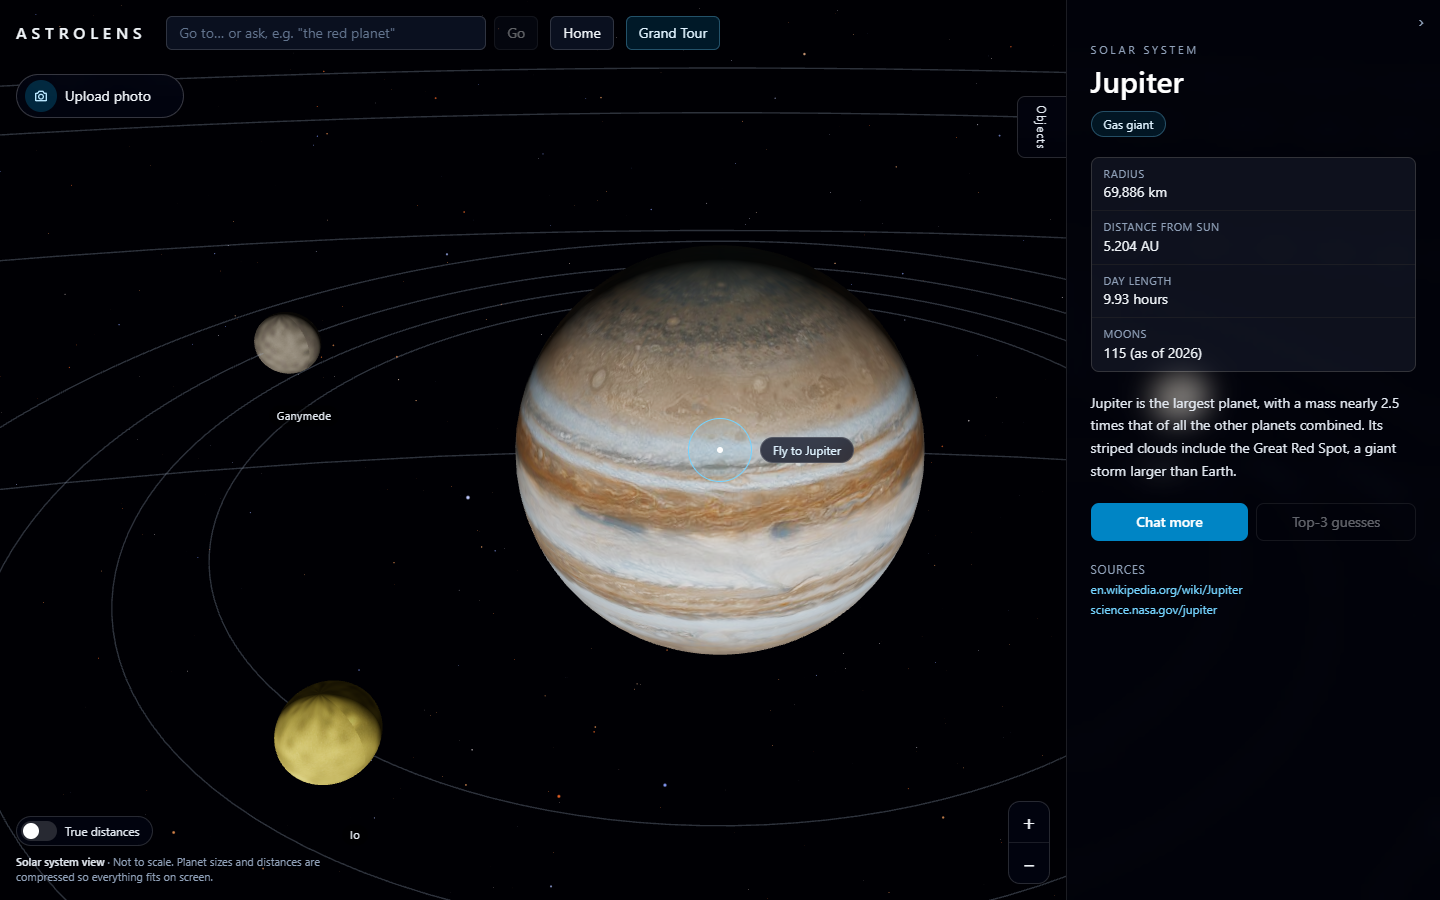 ASTROLENS
Go to... or ask, e.g. "the red planet"
Go
Home
Grand Tour
Upload photo
Objects
Ganymede
Fly to Jupiter
Io
True distances
Solar system view · Not to scale. Planet sizes and distances are
compressed so everything fits on screen.
+
−
›
SOLAR SYSTEM
Jupiter
Gas giant
RADIUS
69,886 km
DISTANCE FROM SUN
5.204 AU
DAY LENGTH
9.93 hours
MOONS
115 (as of 2026)
Jupiter is the largest planet, with a mass nearly 2.5
times that of all the other planets combined. Its
striped clouds include the Great Red Spot, a giant
storm larger than Earth.
Chat more
Top-3 guesses
SOURCES
en.wikipedia.org/wiki/Jupiter
science.nasa.gov/jupiter